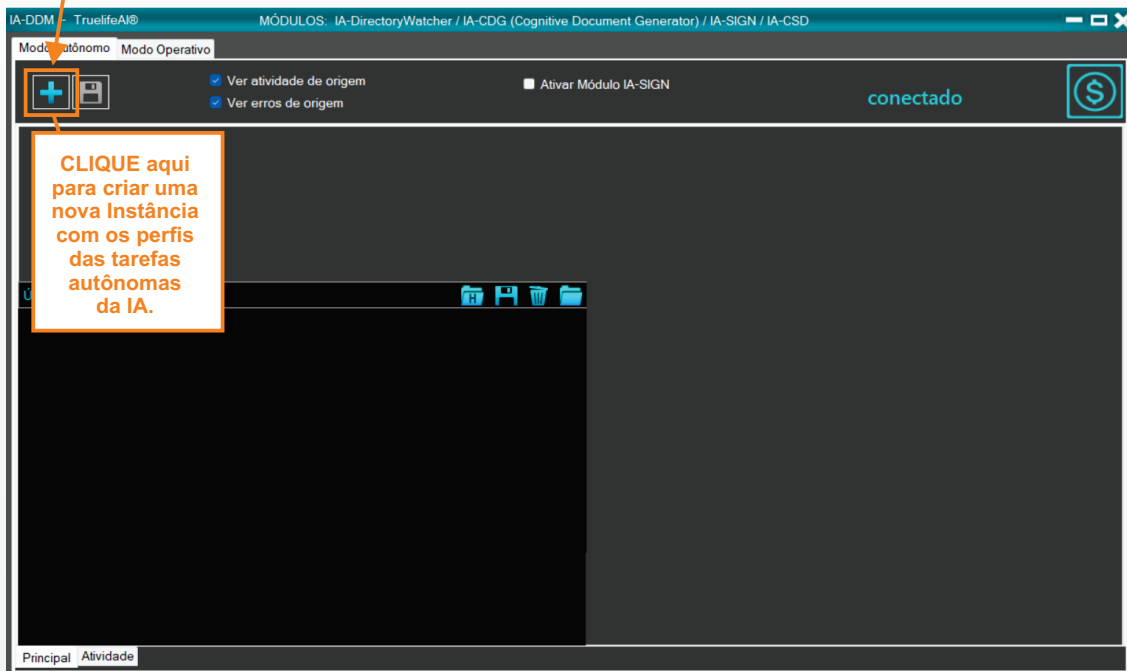 IA-DDM - TruelifeAI® MÓDULOS: IA-DirectoryWatcher / IA-CDG (Cognitive Document Generator) / IA-SIGN / IA-CSD
Modo Autônomo Modo Operativo
Ver atividade de origem
Ativar Módulo IA-SIGN
Ver erros de origem
conectado
CLIQUE aqui
para criar uma
nova Instância
com os perfis
das tarefas
autônomas
da IA.
H
Principal Atividade